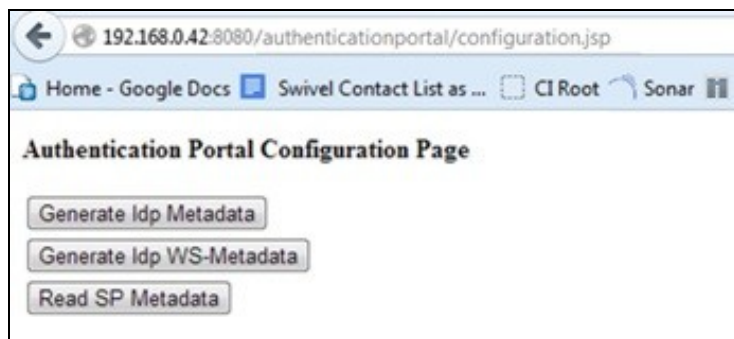 192.168.0.42:8080/authenticationportal/configuration.jsp
Home - Google Docs Swivel Contact List as ... CI Root Sonar
Authentication Portal Configuration Page
Generate Idp Metadata
Generate Idp WS-Metadata
Read SP Metadata